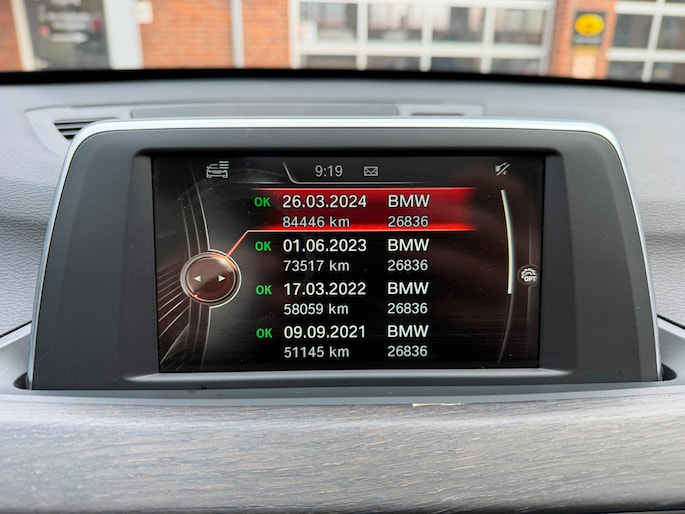 9:19
OK 26.03.2024 BMW
84446 km 26836
OK 01.06.2023 BMW
73517 km 26836
OFF
OK 17.03.2022 BMW
58059 km 26836
OK 09.09.2021 BMW
51145 km 26836